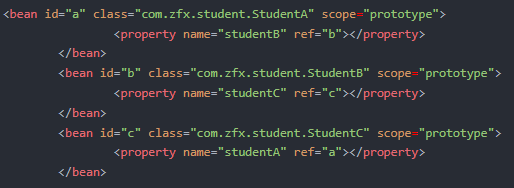 <bean id="a" class="com.zfx.student.StudentA" scope="prototype">
<property name="studentB" ref="b"></property>
</bean>
<bean id="b" class="com.zfx.student.StudentB" scope="prototype">
<property name="studentC" ref="c"></property>
</bean>
<bean id="c" class="com.zfx.student.StudentC" scope="prototype">
<property name="studentA" ref="a"></property>
</bean>